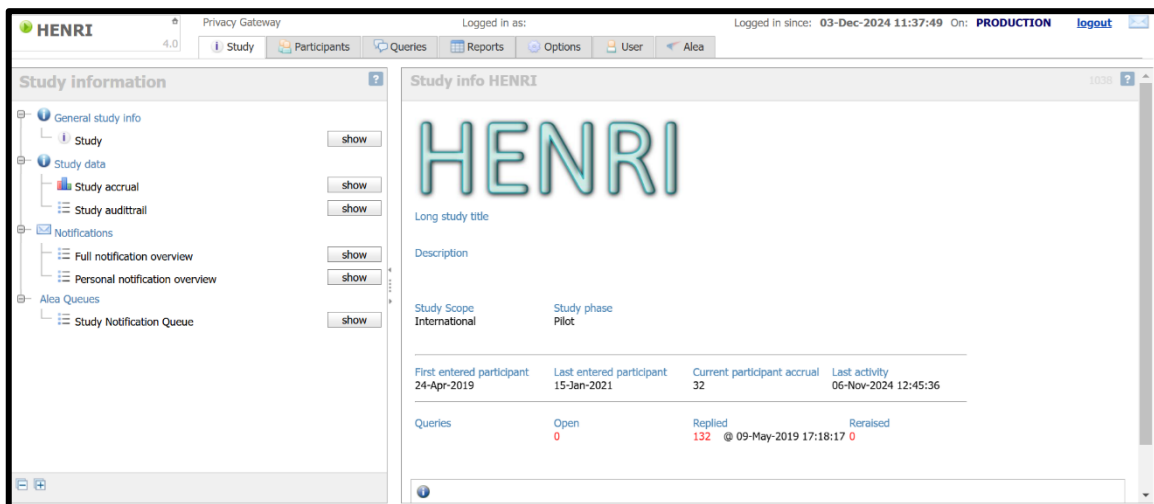 HENRI
4.0
Privacy Gateway
Logged in as:
Logged in since: 03-Dec-2024 11:37:49 On: PRODUCTION
logout
Study
Participants
Queries
Reports
Options
User
Alea
Study information
?
General study info
Study show
Study data
Study accrual show
Study audittrail show
Notifications
Full notification overview show
Personal notification overview show
Alea Queues
Study Notification Queue show
Study info HENRI
1038 ?
HENRI
Long study title
Description
Study Scope Study phase
International Pilot
First entered participant Last entered participant Current participant accrual Last activity
24-Apr-2019 15-Jan-2021 32 06-Nov-2024 12:45:36
Queries Open Replied Reraised
0 132 @ 09-May-2019 17:18:17 0